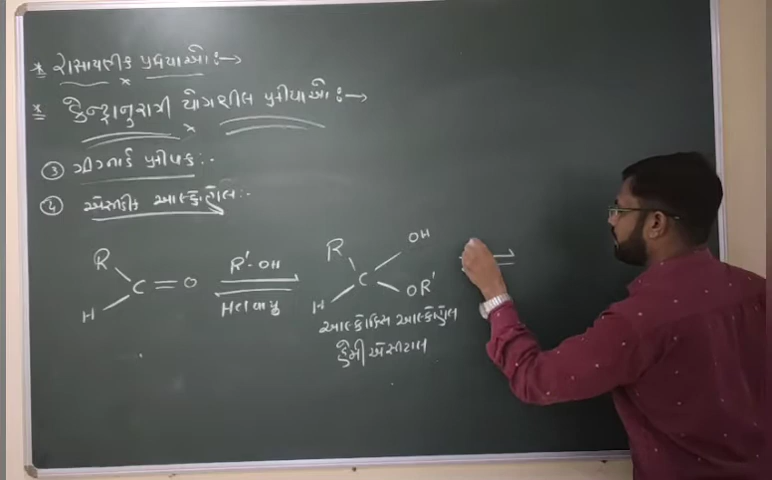 * રાસાયણિક પ્રક્રિયાઓ :→
* કેન્દ્રાનુરાગી યોગશીલ પ્રક્રિયાઓ :→
③ ગ્રીગનાર્ડ પ્રક્રીયક :-
④ એસીડીક આલ્કોહોલ :-
R OH
R'-OH R
C=O C
H HCl વાયુ H OR'
આલ્કોક્સિ આલ્કોહોલ
હેમી એસીટાલ